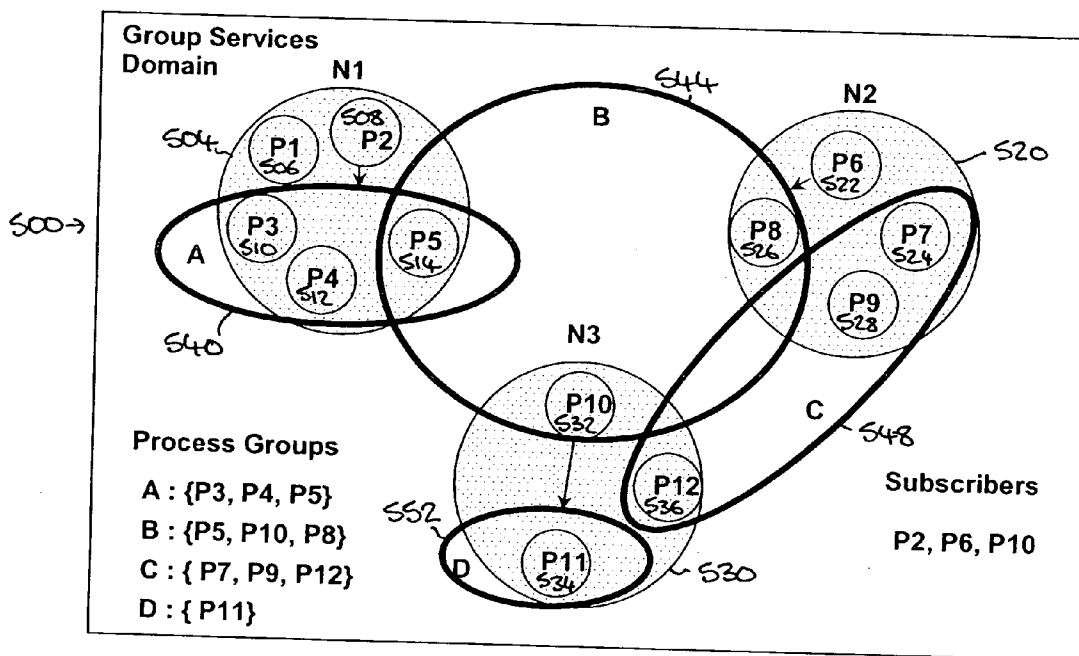 Group Services
Domain
N1
544
N2
B
504
508
P2
P1
506
P6
522
520
500→
P3
510
P5
514
P8
526
P7
524
A
P4
512
P9
528
540
N3
P10
532
C
548
Process Groups
P12
536
Subscribers
A : {P3, P4, P5}
552
B : {P5, P10, P8}
P2, P6, P10
D
P11
534
530
C : { P7, P9, P12}
D : { P11}